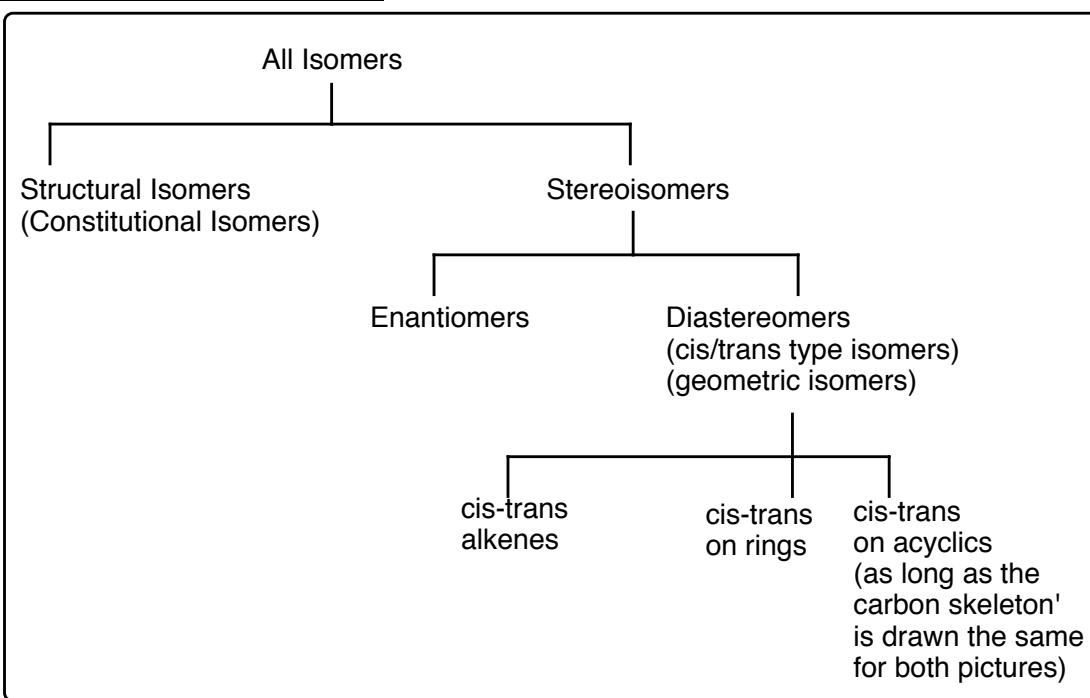 All Isomers
Structural Isomers
(Constitutional Isomers)
Stereoisomers
Enantiomers
Diastereomers
(cis/trans type isomers)
(geometric isomers)
cis-trans
alkenes
cis-trans
on rings
cis-trans
on acyclics
(as long as the
carbon skeleton'
is drawn the same
for both pictures)